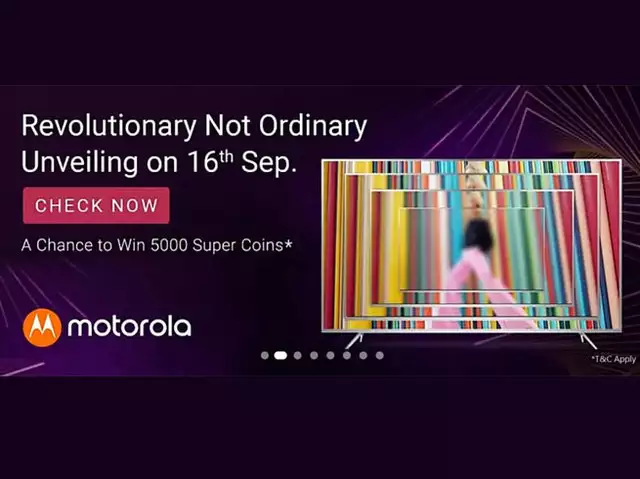 Revolutionary Not Ordinary
Unveiling on 16th Sep.
CHECK NOW
A Chance to Win 5000 Super Coins*
motorola
*T&C Apply